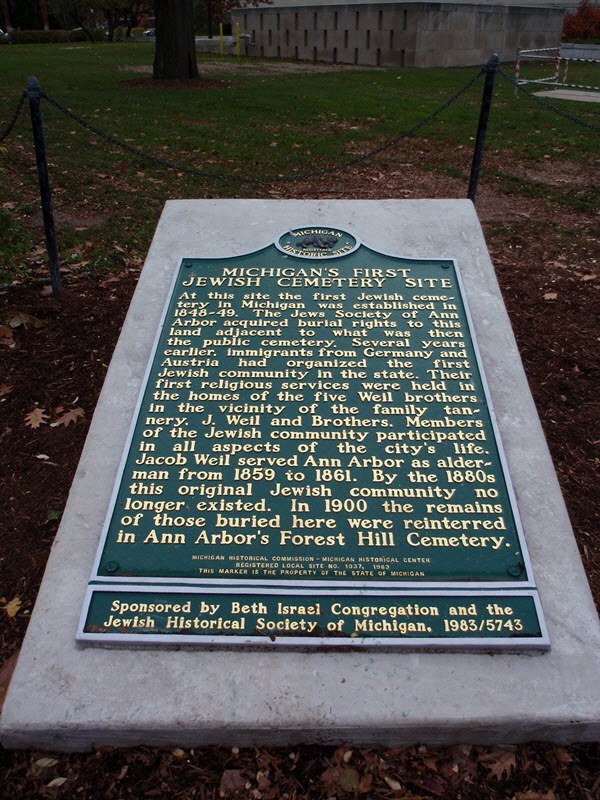 MICHIGAN
REGISTERED
HISTORIC SITE
MICHIGAN'S FIRST
JEWISH CEMETERY SITE
At this site the first Jewish ceme-
tery in Michigan was established in
1848-49. The Jews Society of Ann
Arbor acquired burial rights to this
land adjacent to what was then
the public cemetery. Several years
earlier, immigrants from Germany and
Austria had organized the first
Jewish community in the state. Their
first religious services were held in
the homes of the five Weil brothers
in the vicinity of the family tan-
nery, J. Weil and Brothers. Members
of the Jewish community participated
in all aspects of the city's life.
Jacob Weil served Ann Arbor as alder-
man from 1859 to 1861. By the 1880s
this original Jewish community no
longer existed. In 1900 the remains
of those buried here were reinterred
in Ann Arbor's Forest Hill Cemetery.
MICHIGAN HISTORICAL COMMISSION - MICHIGAN HISTORICAL CENTER
REGISTERED LOCAL SITE NO. 1037, 1983
THIS MARKER IS THE PROPERTY OF THE STATE OF MICHIGAN
Sponsored by Beth Israel Congregation and the
Jewish Historical Society of Michigan, 1983/5743